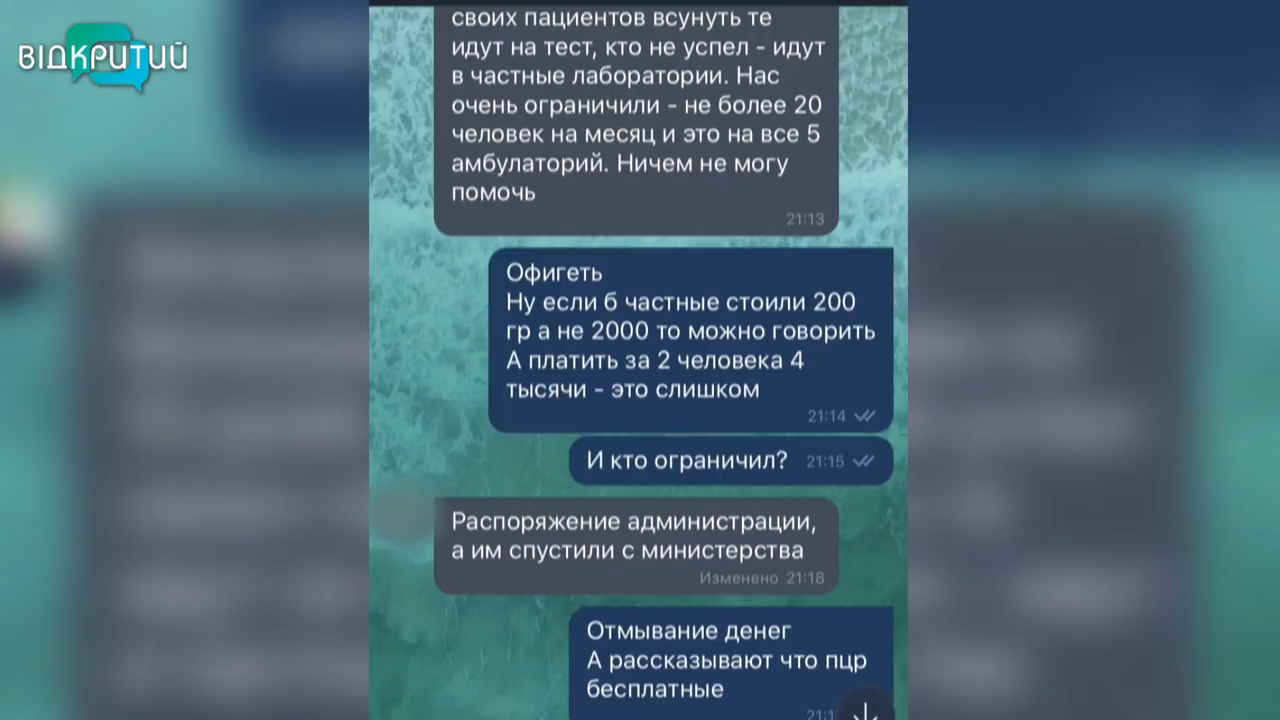 ВІДКРИТИЙ
своих пациентов всунуть те
идут на тест, кто не успел - идут
в частные лаборатории. Нас
очень ограничили - не более 20
человек на месяц и это на все 5
амбулаторий. Ничем не могу
помочь
21:13
Офигеть
Ну если б частные стоили 200
гр а не 2000 то можно говорить
А платить за 2 человека 4
тысячи - это слишком
21:14
И кто ограничил? 21:15
Распоряжение администрации,
а им спустили с министерства
Изменено 21:18
Отмывание денег
А рассказывают что пцр
бесплатные